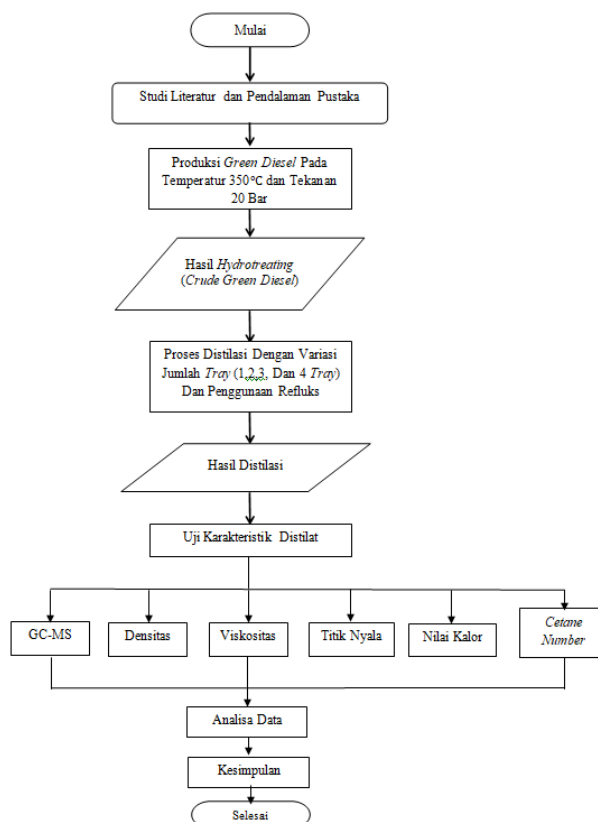 Mulai
Studi Literatur dan Pendalaman Pustaka
Produksi Green Diesel Pada
Temperatur 350°C dan Tekanan
20 Bar
Hasil Hydrotreating
(Crude Green Diesel)
Proses Distilasi Dengan Variasi
Jumlah Tray (1,2,3, Dan 4 Tray)
Dan Penggunaan Refluks
Hasil Distilasi
Uji Karakteristik Distilat
GC-MS
Densitas
Viskositas
Titik Nyala
Nilai Kalor
Cetane
Number
Analisa Data
Kesimpulan
Selesai